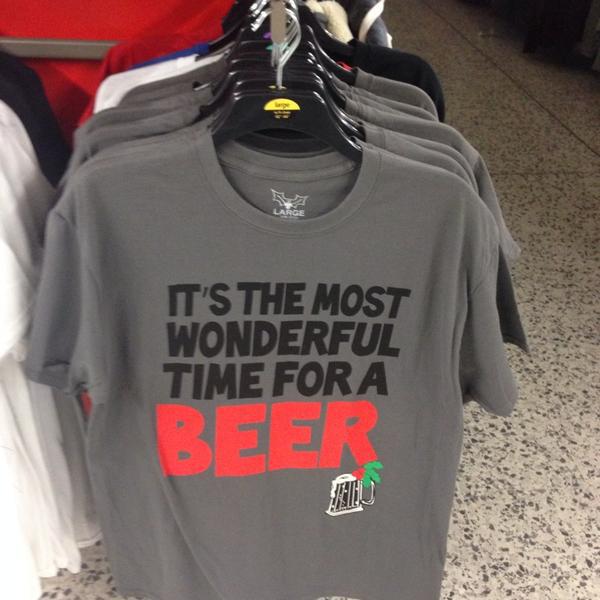 large
LARGE
IT'S THE MOST
WONDERFUL
TIME FOR A
BEER